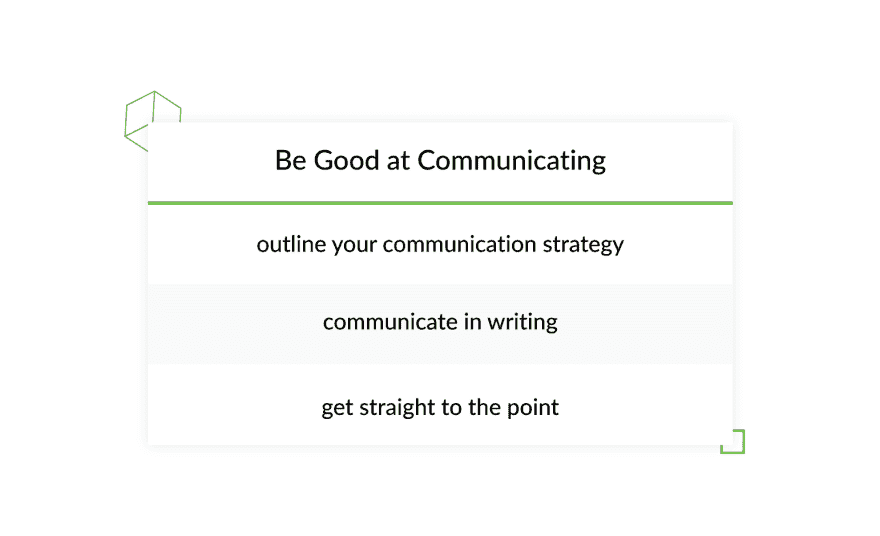 Be Good at Communicating
outline your communication strategy
communicate in writing
get straight to the point